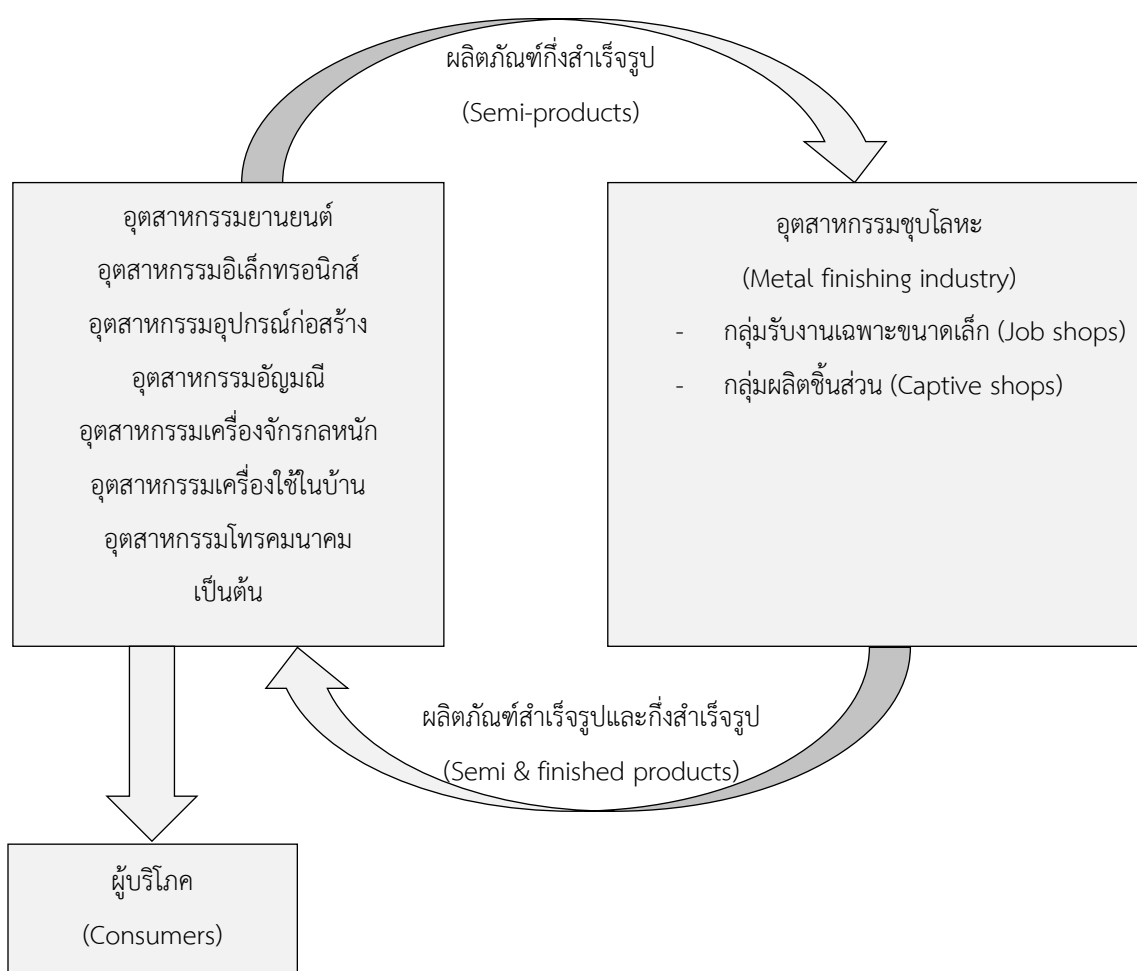 ผลิตภัณฑ์กึ่งสำเร็จรูป
(Semi-products)
อุตสาหกรรมยานยนต์
อุตสาหกรรมอิเล็กทรอนิกส์
อุตสาหกรรมอุปกรณ์ก่อสร้าง
อุตสาหกรรมอัญมณี
อุตสาหกรรมเครื่องจักรกลหนัก
อุตสาหกรรมเครื่องใช้ในบ้าน
อุตสาหกรรมโทรคมนาคม
เป็นต้น
อุตสาหกรรมชุบโลหะ
(Metal finishing industry)
- กลุ่มรับงานเฉพาะขนาดเล็ก (Job shops)
- กลุ่มผลิตชิ้นส่วน (Captive shops)
ผลิตภัณฑ์สำเร็จรูปและกึ่งสำเร็จรูป
(Semi & finished products)
ผู้บริโภค
(Consumers)